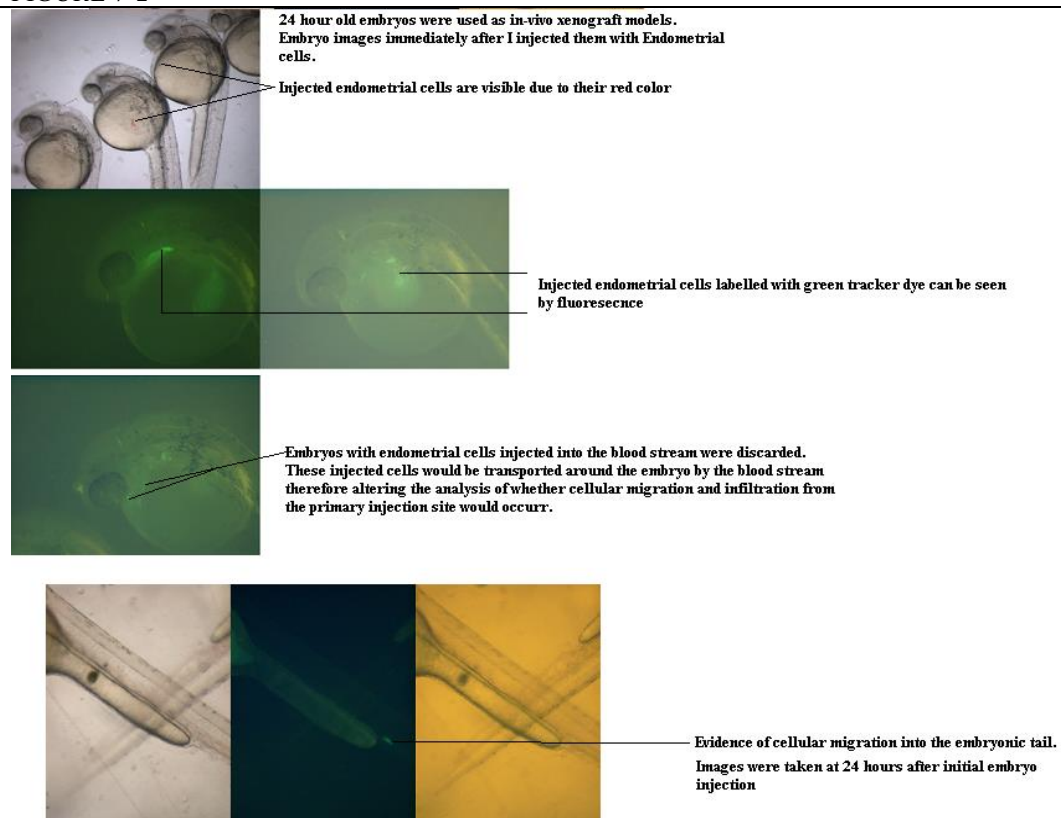 24 hour old embryos were used as in-vivo xenograft models.
Embryo images immediately after I injected them with Endometrial
cells.
Injected endometrial cells are visible due to their red color
Injected endometrial cells labelled with green tracker dye can be seen
by fluoresecnce
Embryos with endometrial cells injected into the blood stream were discarded.
These injected cells would be transported around the embryo by the blood stream
therefore altering the analysis of whether cellular migration and infiltration from
the primary injection site would occurr.
Evidence of cellular migration into the embryonic tail.
Images were taken at 24 hours after initial embryo
injection